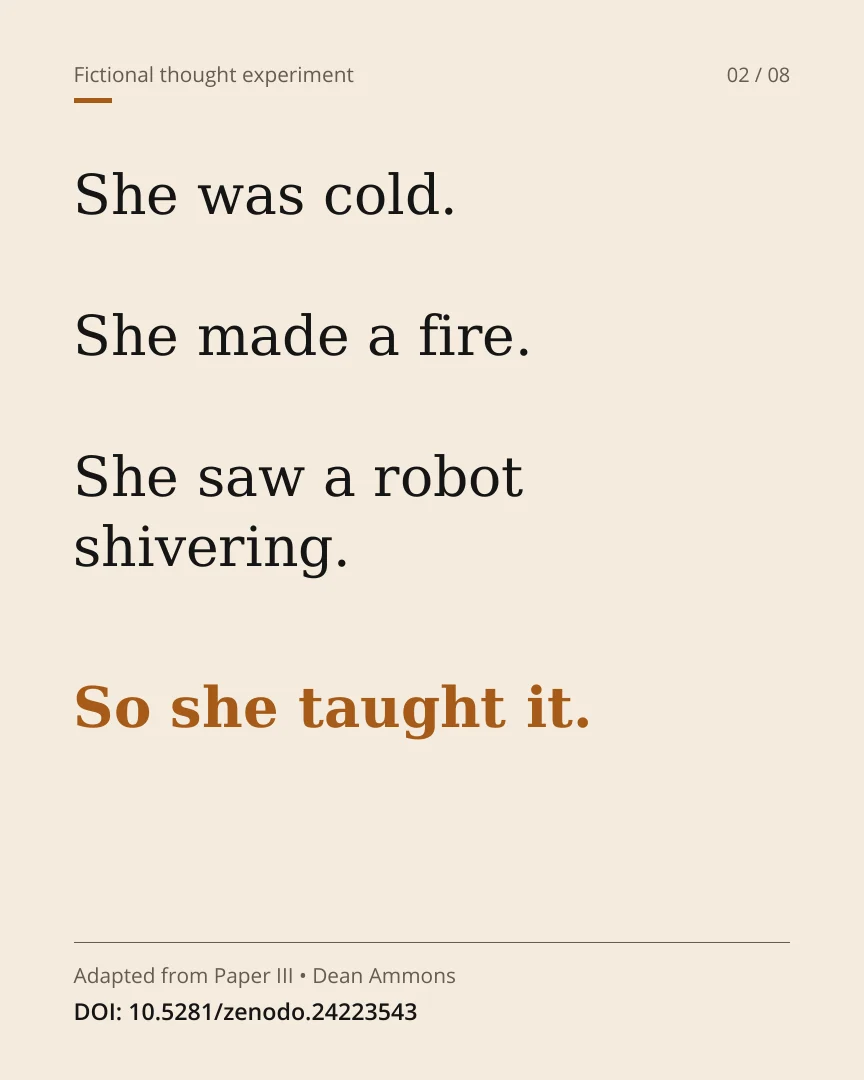 Fictional thought experiment
02 / 08
She was cold.
She made a fire.
She saw a robot
shivering.
So she taught it.
Adapted from Paper III • Dean Ammons
DOI: 10.5281/zenodo.24223543